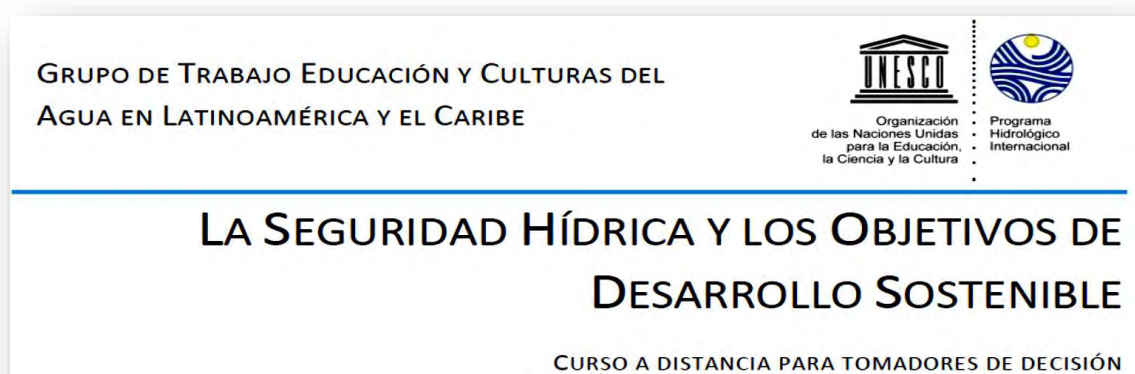 GRUPO DE TRABAJO EDUCACIÓN Y CULTURAS DEL
AGUA EN LATINOAMÉRICA Y EL CARIBE
UNESCO
Organización
de las Naciones Unidas
para la Educación,
la Ciencia y la Cultura
Programa
Hidrológico
Internacional
LA SEGURIDAD HÍDRICA Y LOS OBJETIVOS DE
DESARROLLO SOSTENIBLE
CURSO A DISTANCIA PARA TOMADORES DE DECISIÓN